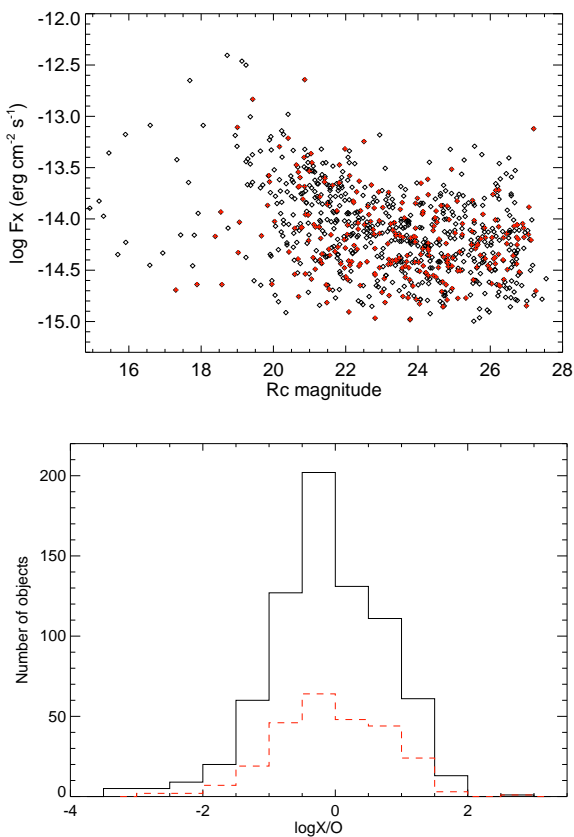 -12.0
-12.5
-13.0
-13.5
-14.0
-14.5
-15.0
log Fx (erg cm⁻² s⁻¹)
16 18 20 22 24 26 28
Rc magnitude
200
150
100
50
0
Number of objects
-4 -2 0 2
logX/O